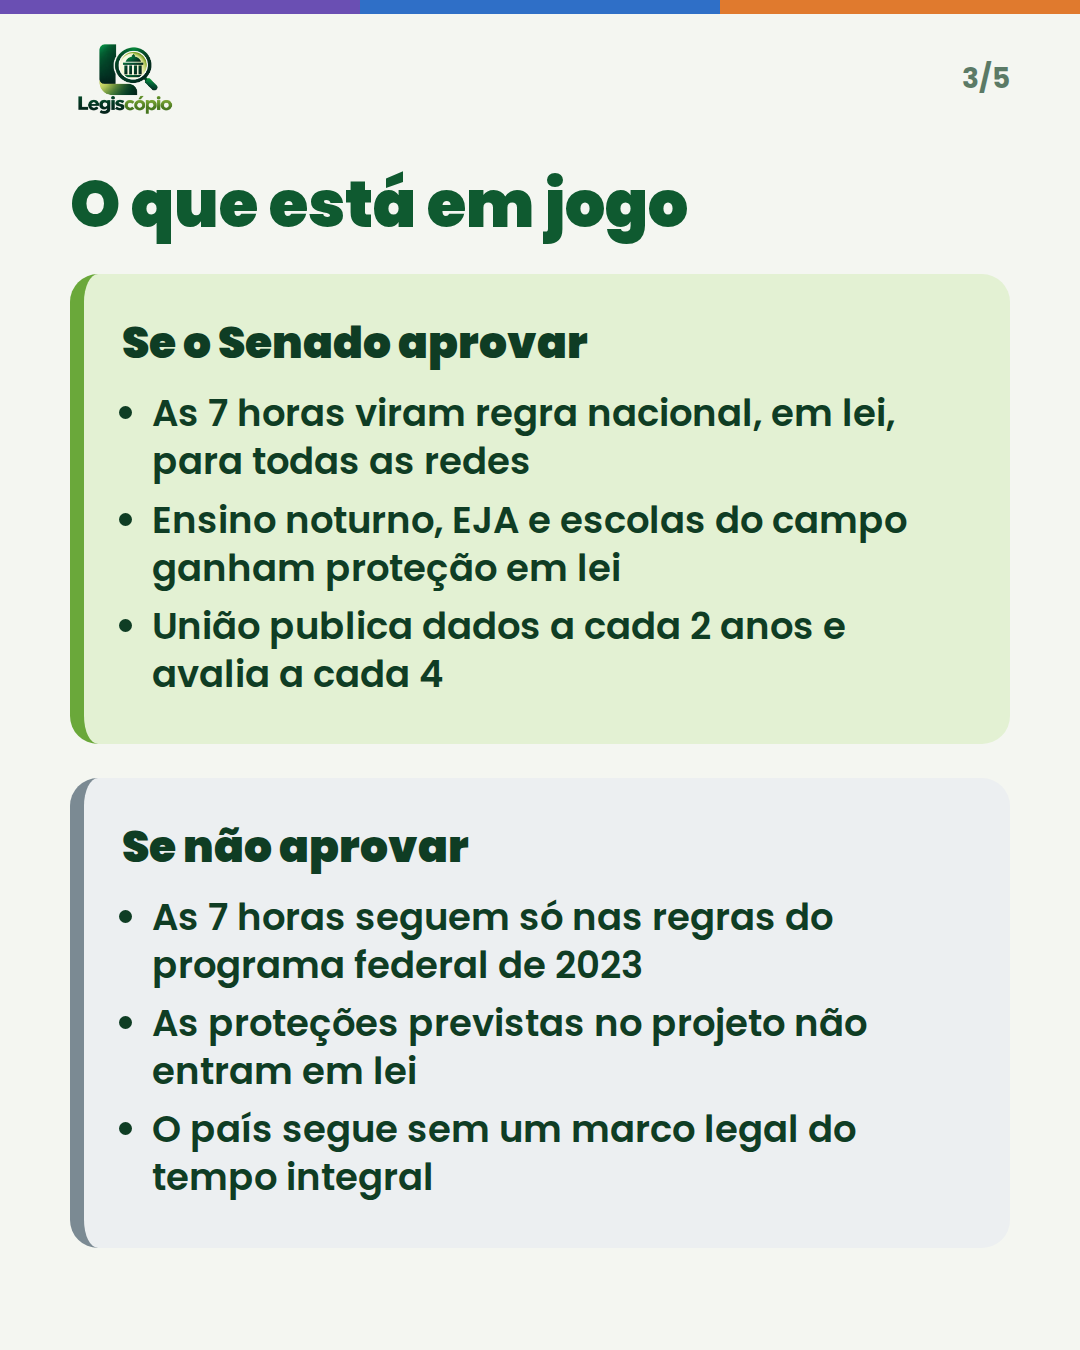 Legiscópio
3/5
O que está em jogo
Se o Senado aprovar
• As 7 horas viram regra nacional, em lei,
para todas as redes
• Ensino noturno, EJA e escolas do campo
ganham proteção em lei
• União publica dados a cada 2 anos e
avalia a cada 4
Se não aprovar
• As 7 horas seguem só nas regras do
programa federal de 2023
• As proteções previstas no projeto não
entram em lei
• O país segue sem um marco legal do
tempo integral